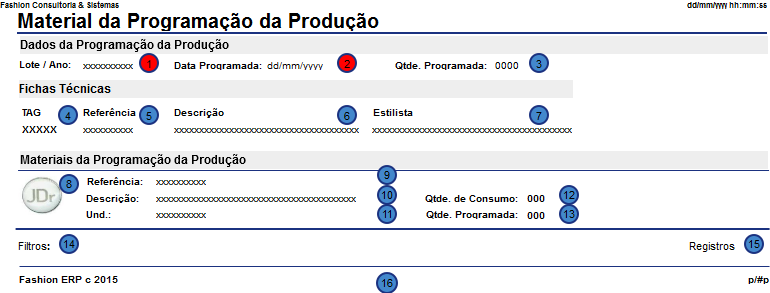 Fashion Consultoria & Sistemas dd/mm/yyy hh:mm:ss
Material da Programação da Produção
Dados da Programação da Produção
Lote / Ano: xxxxxxxxxx 1 Data Programada: dd/mm/yyyy 2 Qtde. Programada: 0000 3
Fichas Técnicas
TAG 4 Referência 5 Descrição 6 Estilista 7
XXXXX xxxxxxxxxx xxxxxxxxxxxxxxxxxxxxxxxxxxxxxxxxxxxxx xxxxxxxxxxxxxxxxxxxxxxxxxxxxxxxxxxxxxxxx
Materiais da Programação da Produção
JDr 8 Referência: xxxxxxxxxx 9
Descrição: xxxxxxxxxxxxxxxxxxxxxxxxxxxxxxxxxxxxxxxx 10 Qtde. de Consumo: 000 12
Und.: xxxxxxxxxx 11 Qtde. Programada: 000 13
Filtros: 14 Registros 15
Fashion ERP c 2015 16 p/#p